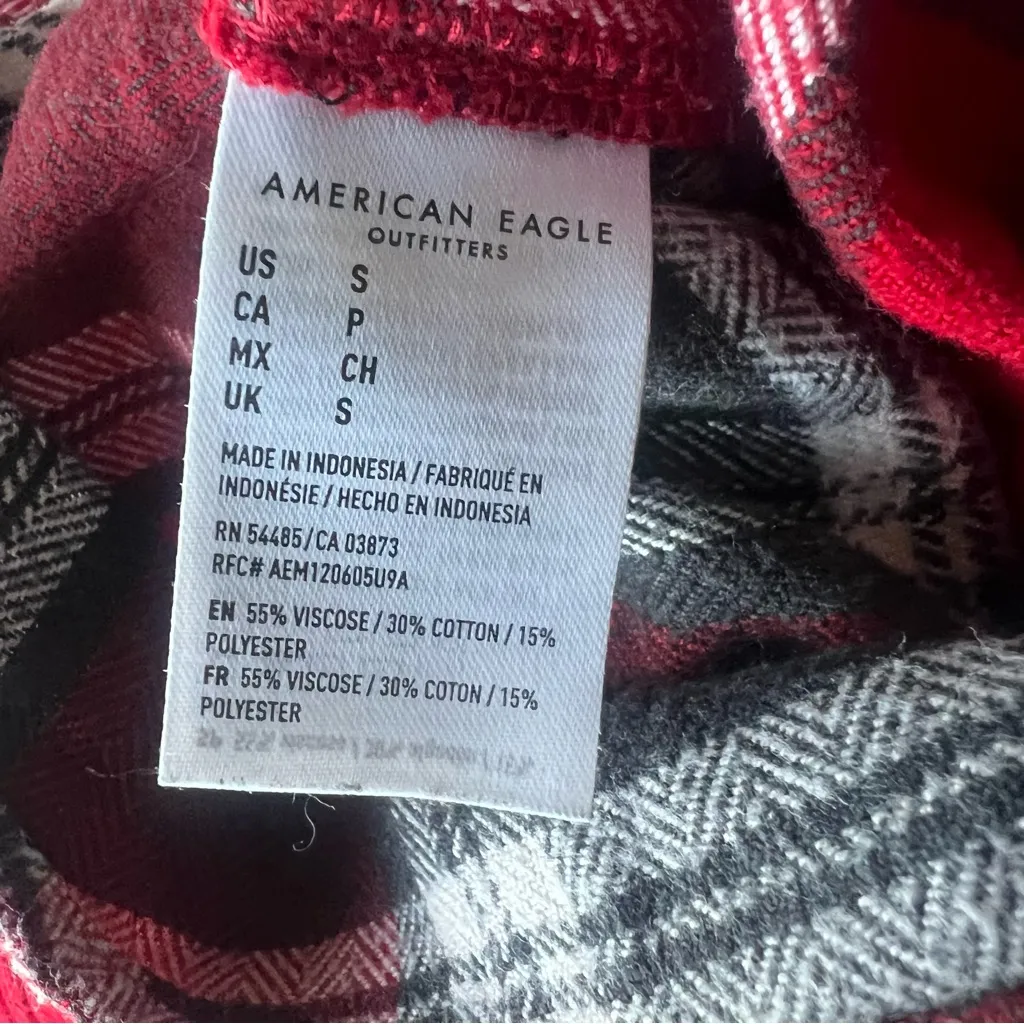 AMERICAN EAGLE
OUTFITTERS
US S
CA P
MX CH
UK S
MADE IN INDONESIA / FABRIQUÉ EN
INDONÉSIE / HECHO EN INDONESIA
RN 54485/CA 03873
RFC# AEM120605U9A
EN 55% VISCOSE / 30% COTTON / 15%
POLYESTER
FR 55% VISCOSE / 30% COTON / 15%
POLYESTER